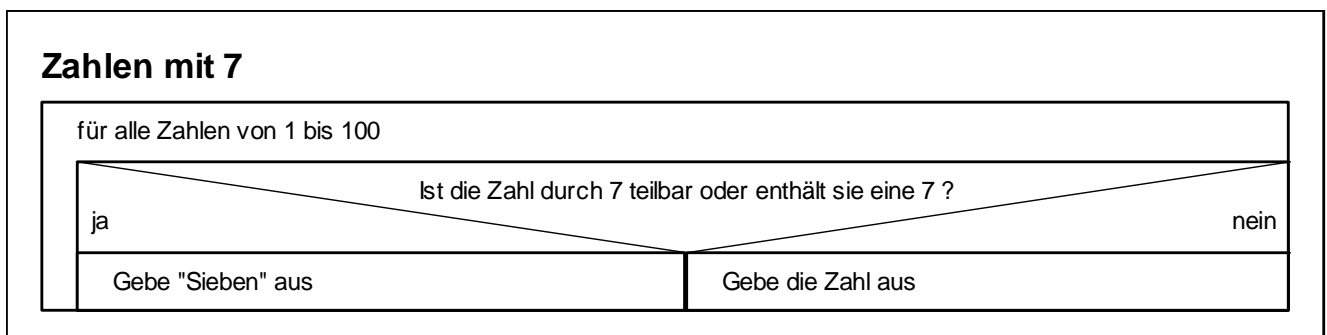 Zahlen mit 7
für alle Zahlen von 1 bis 100
Ist die Zahl durch 7 teilbar oder enthält sie eine 7 ?
ja
nein
Gebe "Sieben" aus
Gebe die Zahl aus